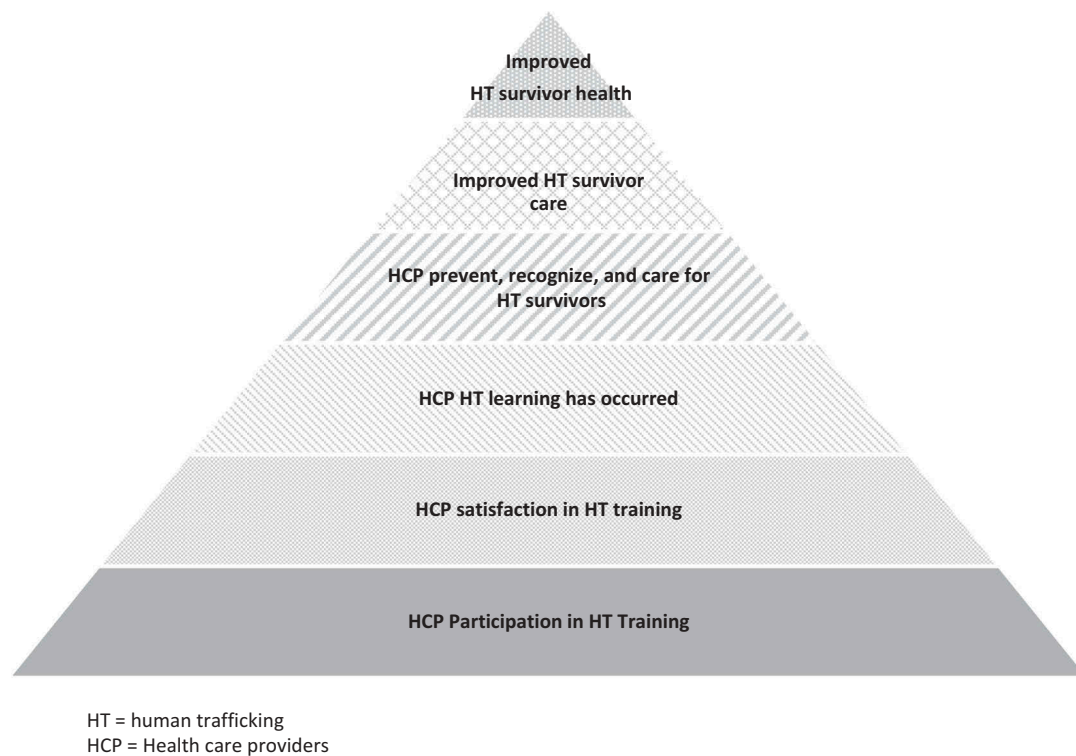 Improved
HT survivor health
Improved HT survivor
care
HCP prevent, recognize, and care for
HT survivors
HCP HT learning has occurred
HCP satisfaction in HT training
HCP Participation in HT Training
HT = human trafficking
HCP = Health care providers